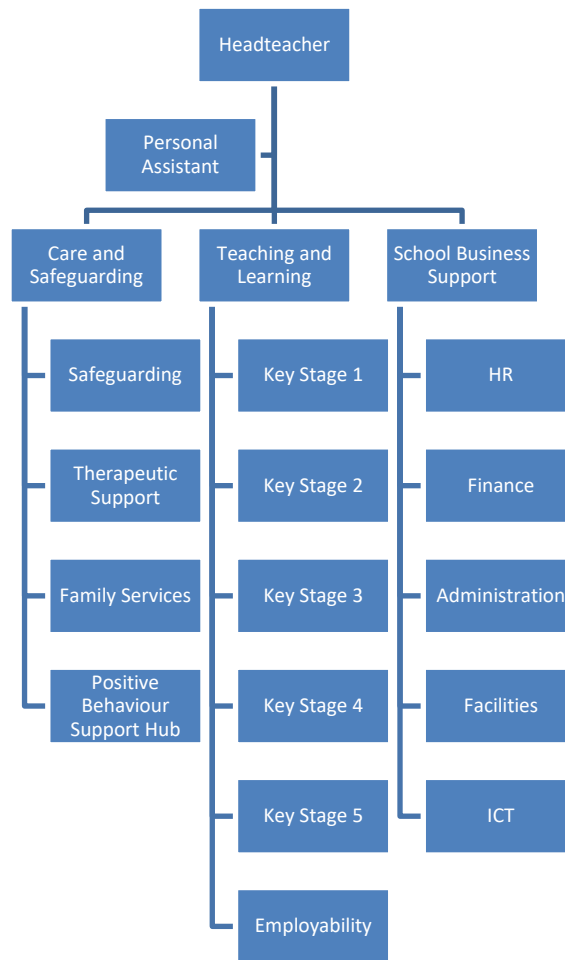 Headteacher
Personal
Assistant
Care and
Safeguarding
Teaching and
Learning
School Business
Support
Safeguarding
Therapeutic
Support
Family Services
Positive
Behaviour
Support Hub
Key Stage 1
Key Stage 2
Key Stage 3
Key Stage 4
Key Stage 5
Employability
HR
Finance
Administration
Facilities
ICT